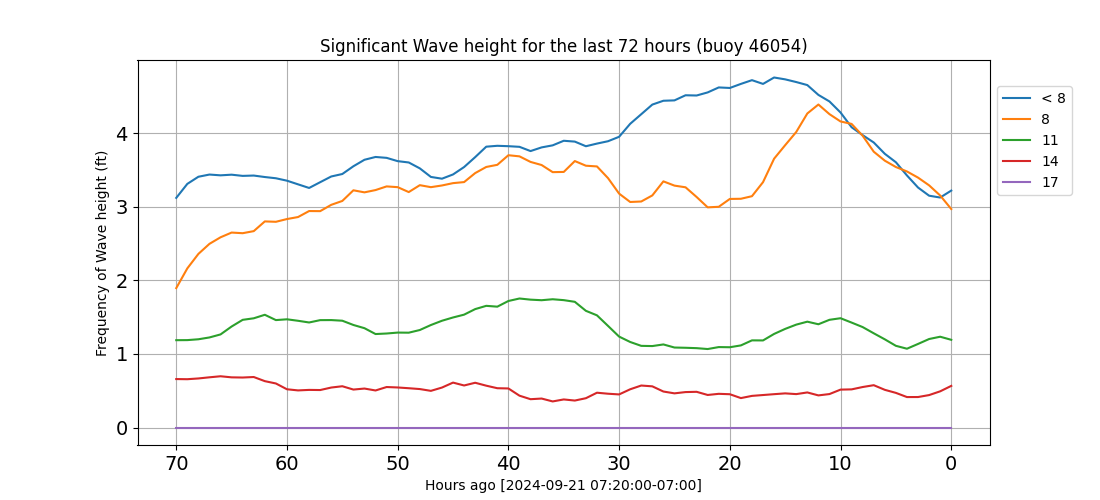 Significant Wave height for the last 72 hours (buoy 46054)
Frequency of Wave height (ft)
4
3
2
1
0
70 60 50 40 30 20 10 0
Hours ago [2024-09-21 07:20:00-07:00]
< 8
8
11
14
17